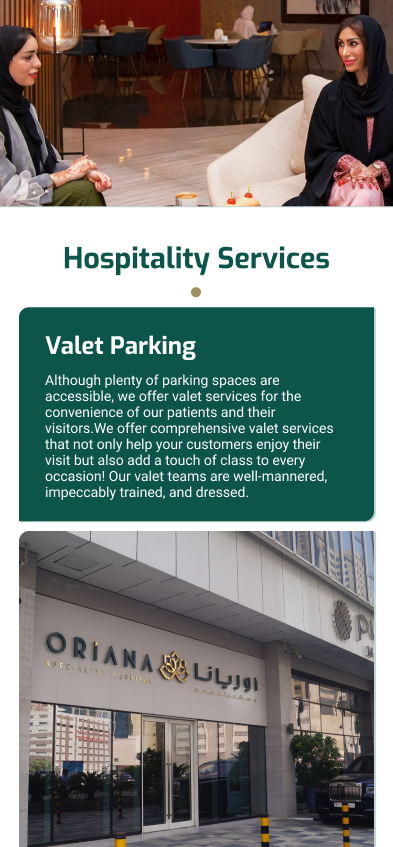 Hospitality Services
Valet Parking
Although plenty of parking spaces are
accessible, we offer valet services for the
convenience of our patients and their
visitors.We offer comprehensive valet services
that not only help your customers enjoy their
visit but also add a touch of class to every
occasion! Our valet teams are well-mannered,
impeccably trained, and dressed.
ORIANA اوريانا
SPECIALITY HOSPITAL